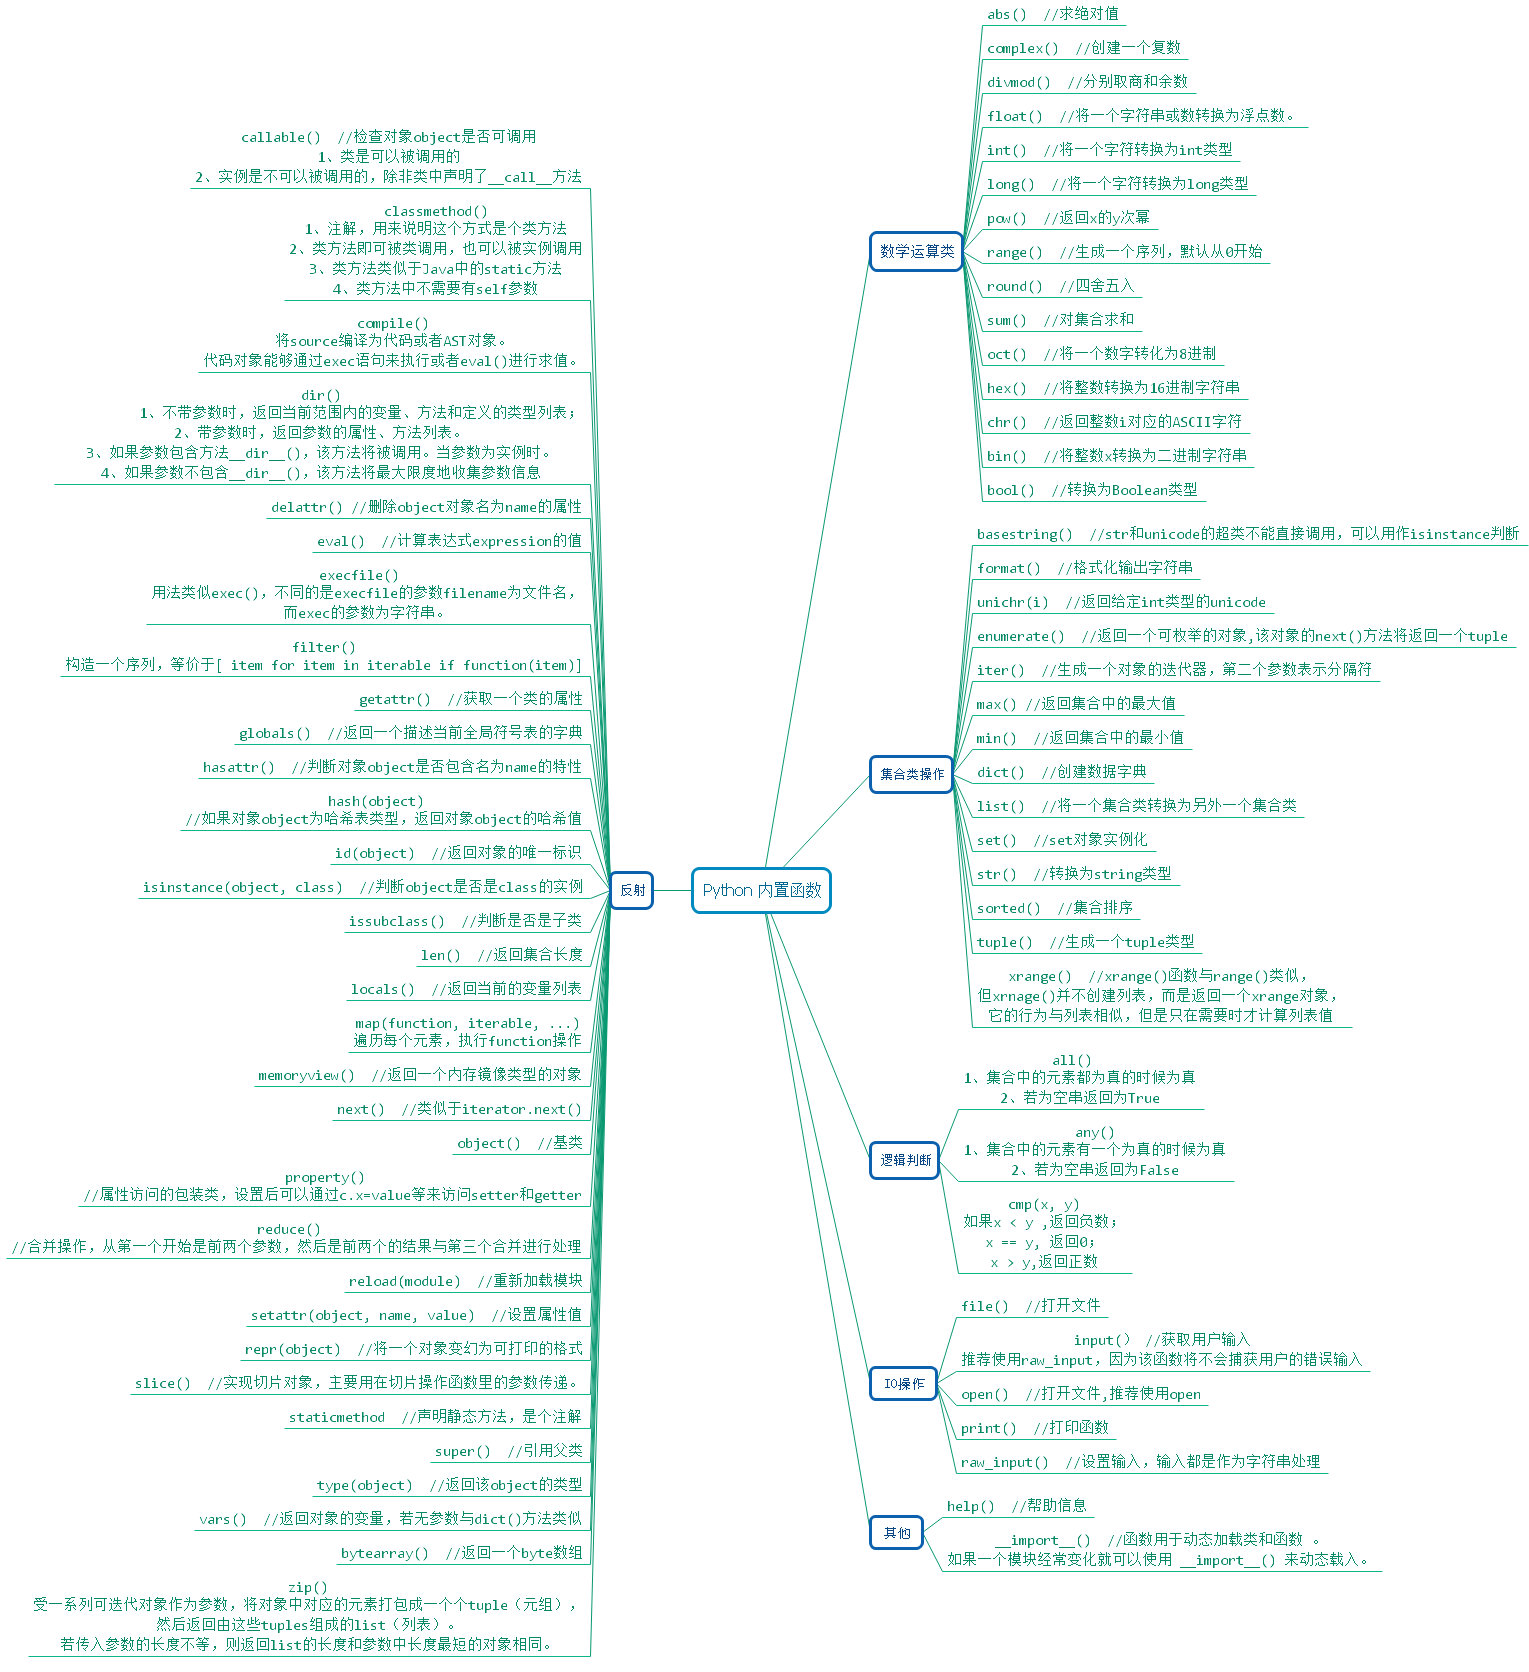 Python 内置函数
数学运算类
abs()  //求绝对值
complex()  //创建一个复数
divmod()  //分别取商和余数
float()  //将一个字符串或数转换为浮点数。
int()  //将一个字符转换为int类型
long()  //将一个字符转换为long类型
pow()  //返回x的y次幂
range()  //生成一个序列，默认从0开始
round()  //四舍五入
sum()  //对集合求和
oct()  //将一个数字转化为8进制
hex()  //将整数转换为16进制字符串
chr()  //返回整数i对应的ASCII字符
bin()  //将整数x转换为二进制字符串
bool()  //转换为Boolean类型
集合类操作
basestring()  //str和unicode的超类不能直接调用，可以用作isinstance判断
format()  //格式化输出字符串
unichr(i)  //返回给定int类型的unicode
enumerate()  //返回一个可枚举的对象,该对象的next()方法将返回一个tuple
iter()  //生成一个对象的迭代器，第二个参数表示分隔符
max() //返回集合中的最大值
min()  //返回集合中的最小值
dict()  //创建数据字典
list()  //将一个集合类转换为另外一个集合类
set()  //set对象实例化
str()  //转换为string类型
sorted()  //集合排序
tuple()  //生成一个tuple类型
xrange()  //xrange()函数与range()类似，
但xrnage()并不创建列表，而是返回一个xrange对象，
它的行为与列表相似，但是只在需要时才计算列表值
逻辑判断
all()
1、集合中的元素都为真的时候为真
2、若为空串返回为True
any()
1、集合中的元素有一个为真的时候为真
2、若为空串返回为False
cmp(x, y)
如果x < y ,返回负数；
x == y, 返回0；
x > y,返回正数
IO操作
file()  //打开文件
input()  //获取用户输入
推荐使用raw_input，因为该函数将不会捕获用户的错误输入
open()  //打开文件,推荐使用open
print()  //打印函数
raw_input()  //设置输入，输入都是作为字符串处理
其他
help()  //帮助信息
__import__()  //函数用于动态加载类和函数 。
如果一个模块经常变化就可以使用 __import__() 来动态载入。
反射
callable()  //检查对象object是否可调用
1、类是可以被调用的
2、实例是不可以被调用的，除非类中声明了__call__方法
classmethod()
1、注解，用来说明这个方式是个类方法
2、类方法即可被类调用，也可以被实例调用
3、类方法类似于Java中的static方法
4、类方法中不需要有self参数
compile()
将source编译为代码或者AST对象。
代码对象能够通过exec语句来执行或者eval()进行求值。
dir()
1、不带参数时，返回当前范围内的变量、方法和定义的类型列表；
2、带参数时，返回参数的属性、方法列表。
3、如果参数包含方法__dir__()，该方法将被调用。当参数为实例时。
4、如果参数不包含__dir__()，该方法将最大限度地收集参数信息
delattr() //删除object对象名为name的属性
eval()  //计算表达式expression的值
execfile()
用法类似exec()，不同的是execfile的参数filename为文件名，
而exec的参数为字符串。
filter()
构造一个序列，等价于[ item for item in iterable if function(item)]
getattr()  //获取一个类的属性
globals()  //返回一个描述当前全局符号表的字典
hasattr()  //判断对象object是否包含名为name的特性
hash(object)
//如果对象object为哈希表类型，返回对象object的哈希值
id(object)  //返回对象的唯一标识
isinstance(object, class)  //判断object是否是class的实例
issubclass()  //判断是否是子类
len()  //返回集合长度
locals()  //返回当前的变量列表
map(function, iterable, ...)
遍历每个元素，执行function操作
memoryview()  //返回一个内存镜像类型的对象
next()  //类似于iterator.next()
object()  //基类
property()
//属性访问的包装类，设置后可以通过c.x=value等来访问setter和getter
reduce()
//合并操作，从第一个开始是前两个参数，然后是前两个的结果与第三个合并进行处理
reload(module)  //重新加载模块
setattr(object, name, value)  //设置属性值
repr(object)  //将一个对象变幻为可打印的格式
slice()  //实现切片对象，主要用在切片操作函数里的参数传递。
staticmethod  //声明静态方法，是个注解
super()  //引用父类
type(object)  //返回该object的类型
vars()  //返回对象的变量，若无参数与dict()方法类似
bytearray()  //返回一个byte数组
zip()
受一系列可迭代对象作为参数，将对象中对应的元素打包成一个个tuple（元组），
然后返回由这些tuples组成的list（列表）。
若传入参数的长度不等，则返回list的长度和参数中长度最短的对象相同。